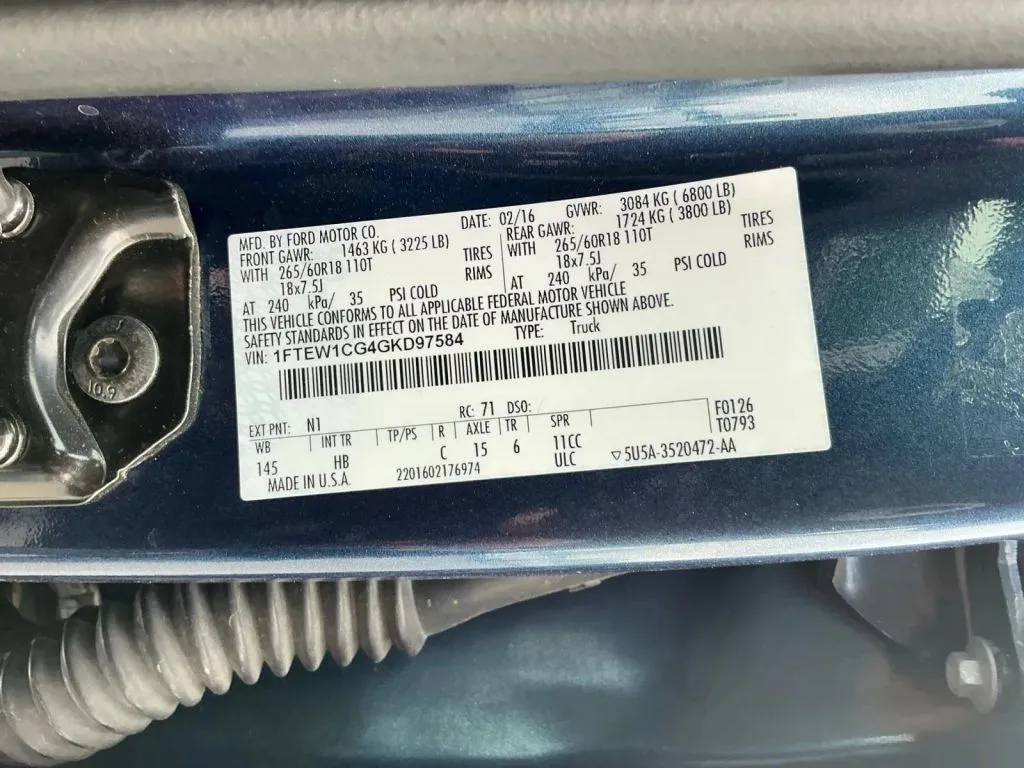 MFD. BY FORD MOTOR CO. DATE: 02/16 GVWR: 3084 KG ( 6800 LB)
FRONT GAWR: 1463 KG ( 3225 LB) REAR GAWR: 1724 KG ( 3800 LB)
WITH 265/60R18 110T TIRES WITH 265/60R18 110T TIRES
18x7.5J RIMS 18x7.5J RIMS
AT 240 kPa/ 35 PSI COLD AT 240 kPa/ 35 PSI COLD
THIS VEHICLE CONFORMS TO ALL APPLICABLE FEDERAL MOTOR VEHICLE
SAFETY STANDARDS IN EFFECT ON THE DATE OF MANUFACTURE SHOWN ABOVE.
VIN: 1FTEW1CG4GKD97584 TYPE: Truck
EXT PNT: N1 RC: 71 DSO: F0126
WB INT TR TP/PS R AXLE TR SPR T0793
145 HB C 15 6 11CC
MADE IN U.S.A. 2201602176974 ULC ▽5U5A-3520472-AA
10.9